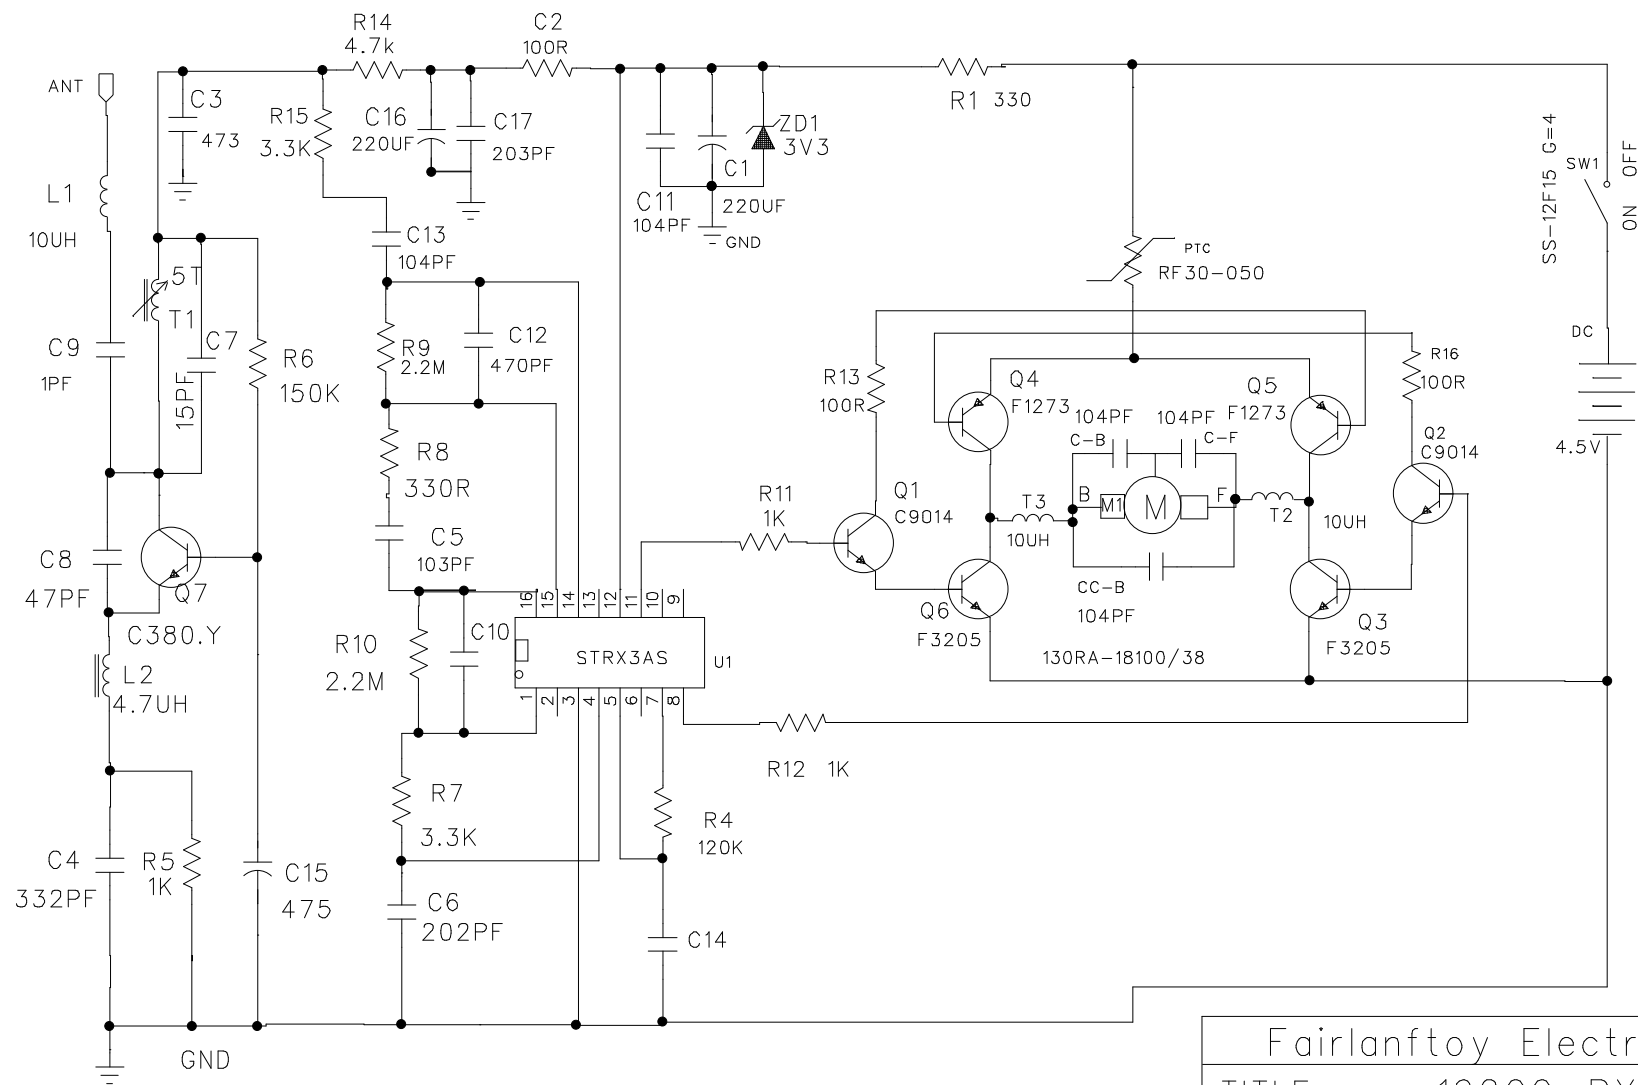 R14
4.7k
C2
100R
ANT
C3
473
R15
3.3K
C16
220UF
C17
203PF
ZD1
3V3
C1
220UF
C11
104PF
GND
R1 330
SS-12F15 G=4
SW1
ON OFF
L1
10UH
C13
104PF
PTC
RF30-050
5T
T1
C7
15PF
C9
1PF
R6
150K
R9
2.2M
C12
470PF
DC
4.5V
R13
100R
Q4
F1273
Q5
F1273
R16
100R
104PF
104PF
C-B
C-F
Q2
C9014
R8
330R
R11
1K
Q1
C9014
T3
10UH
B
M1
M
F
T2
10UH
C5
103PF
C8
47PF
Q7
C380.Y
CC-B
104PF
Q6
F3205
Q3
F3205
130RA-18100/38
16 15 14 13 12 11 10 9
STRX3AS
U1
1 2 3 4 5 6 7 8
R10
2.2M
C10
L2
4.7UH
R12 1K
R7
3.3K
R4
120K
C4
332PF
R5
1K
C15
475
C6
202PF
C14
GND
Fairlanftoy Electr